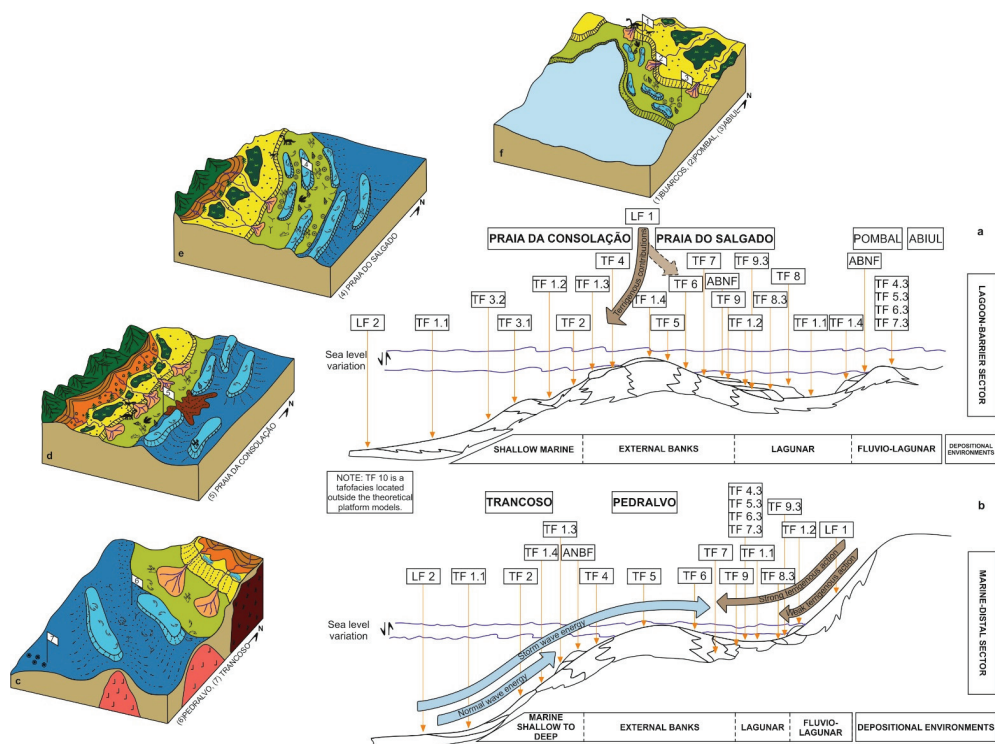 f
(1)BUARCOS, (2)POMBAL, (3)ABIUL
N
e
(4) PRAIA DO SALGADO
N
d
(5) PRAIA DA CONSOLAÇÃO
N
c
(6)PEDRALVO, (7) TRANCOSO
N
6
7
a
LF 1
PRAIA DA CONSOLAÇÃO
PRAIA DO SALGADO
POMBAL
ABIUL
Terrigenous contributions
TF 4
TF 7
TF 9.3
ABNF
TF 1.2
TF 1.3
TF 6
ABNF
TF 8
TF 4.3
TF 5.3
TF 6.3
TF 7.3
TF 3.2
TF 1.4
TF 9
TF 8.3
LF 2
TF 1.1
TF 3.1
TF 2
TF 5
TF 1.2
TF 1.1
TF 1.4
Sea level
variation
SHALLOW MARINE
EXTERNAL BANKS
LAGUNAR
FLUVIO-LAGUNAR
DEPOSITIONAL
ENVIRONMENTS
LAGOON-BARRIER SECTOR
NOTE: TF 10 is a
tafofacies located
outside the theoretical
platform models.
b
TRANCOSO
PEDRALVO
TF 4.3
TF 5.3
TF 6.3
TF 7.3
TF 9.3
TF 1.3
TF 1.2
LF 1
TF 1.4
ANBF
TF 7
TF 1.1
LF 2
TF 1.1
TF 2
TF 4
TF 5
TF 6
TF 9
TF 8.3
Strong terrigenous action
Weak terrigenous action
Sea level
variation
Storm wave energy
Normal wave energy
MARINE
SHALLOW TO
DEEP
EXTERNAL BANKS
LAGUNAR
FLUVIO-
LAGUNAR
DEPOSITIONAL ENVIRONMENTS
MARINE-DISTAL SECTOR